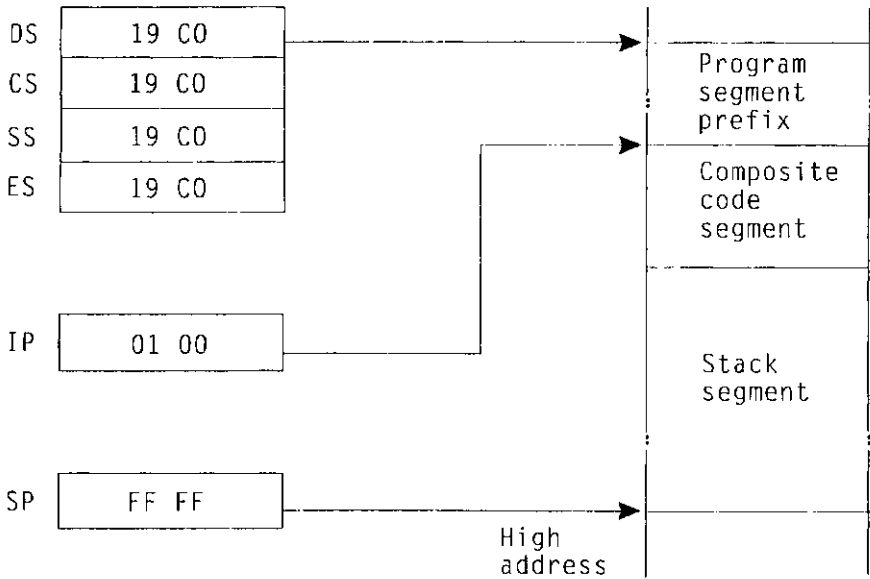 DS 19 C0
CS 19 C0
SS 19 C0
ES 19 C0
Program
segment
prefix
Composite
code
segment
IP 01 00
Stack
segment
SP FF FF
High
address